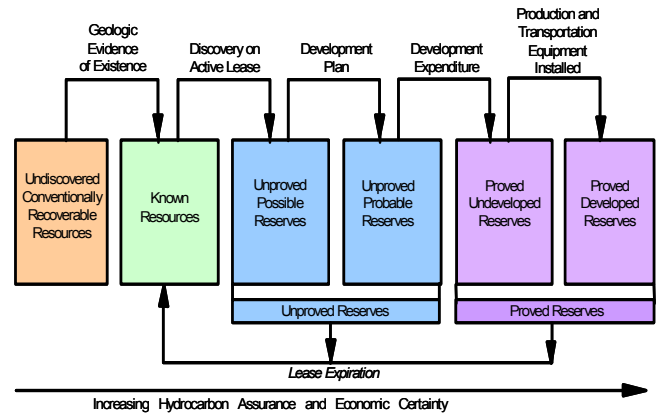 Geologic
Evidence
of Existence
Discovery on
Active Lease
Development
Plan
Development
Expenditure
Production and
Transportation
Equipment
Installed
Undiscovered
Conventionally
Recoverable
Resources
Known
Resources
Unproved
Possible
Reserves
Unproved
Probable
Reserves
Proved
Undeveloped
Reserves
Proved
Developed
Reserves
Unproved Reserves
Proved Reserves
Lease Expiration
Increasing Hydrocarbon Assurance and Economic Certainty